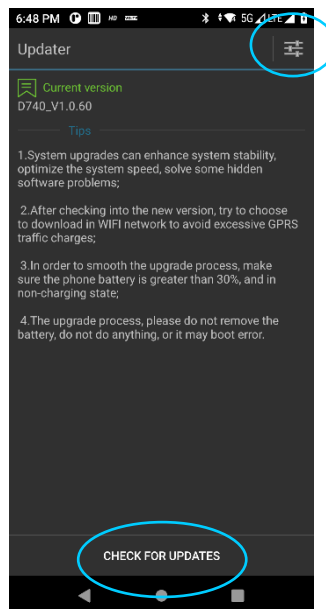 6:48 PM
5G LTE
Updater
Current version
D740_V1.0.60
Tips
1.System upgrades can enhance system stability,
optimize the system speed, solve some hidden
software problems;
2.After checking into the new version, try to choose
to download in WIFI network to avoid excessive GPRS
traffic charges;
3.In order to smooth the upgrade process, make
sure the phone battery is greater than 30%, and in
non-charging state;
4.The upgrade process, please do not remove the
battery, do not do anything, or it may boot error.
CHECK FOR UPDATES